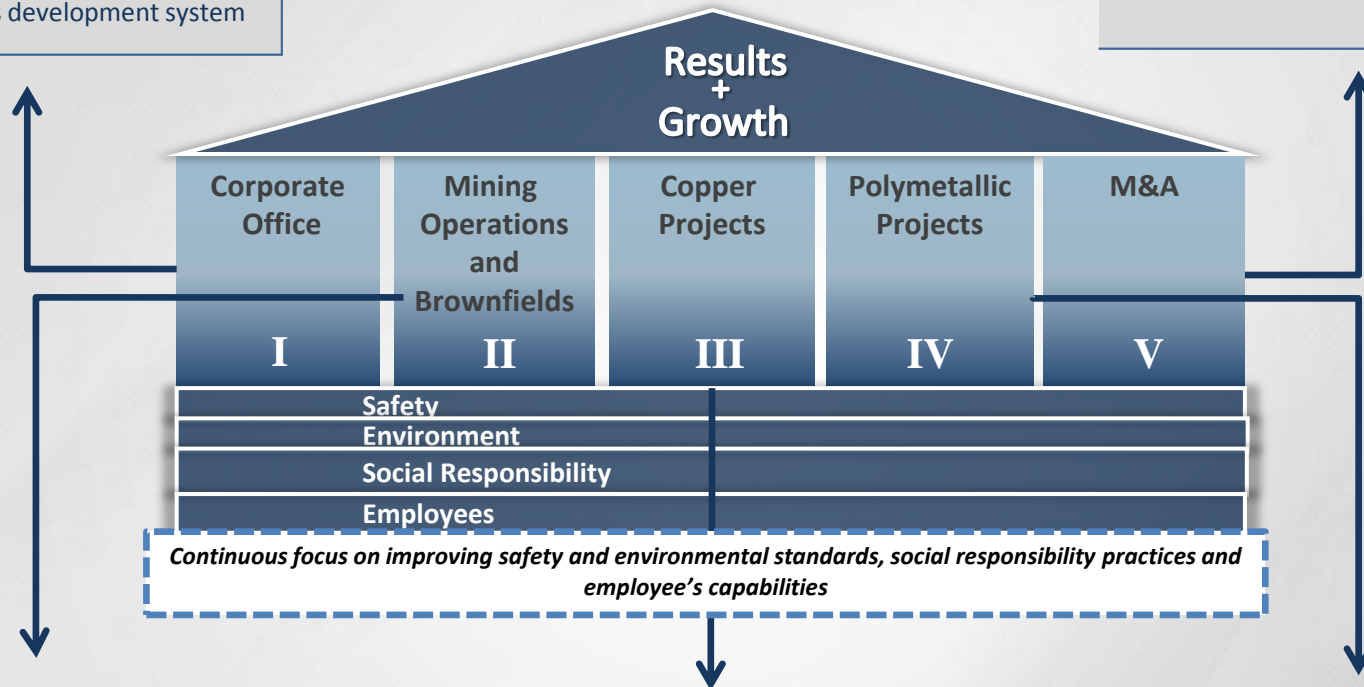 s development system
Results
+
Growth
Corporate
Office
Mining
Operations
and
Brownfields
Copper
Projects
Polymetallic
Projects
M&A
I
II
III
IV
V
Safety
Environment
Social Responsibility
Employees
Continuous focus on improving safety and environmental standards, social responsibility practices and
employee’s capabilities